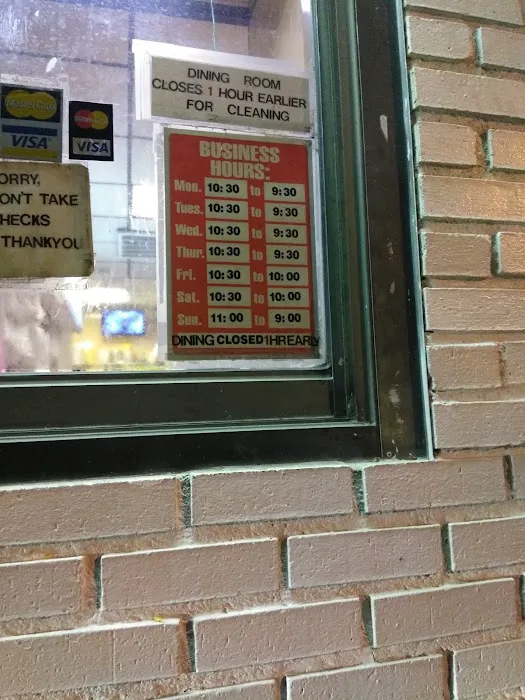 DINING ROOM
CLOSES 1 HOUR EARLIER
FOR CLEANING
MasterCard
VISA
MasterCard
VISA
ORRY,
ON'T TAKE
HECKS
THANKYOU
BUSINESS
HOURS:
Mon. 10:30 to 9:30
Tues. 10:30 to 9:30
Wed. 10:30 to 9:30
Thur. 10:30 to 9:30
Fri. 10:30 to 10:00
Sat. 10:30 to 10:00
Sun. 11:00 to 9:00
DINING CLOSED 1HR EARLY